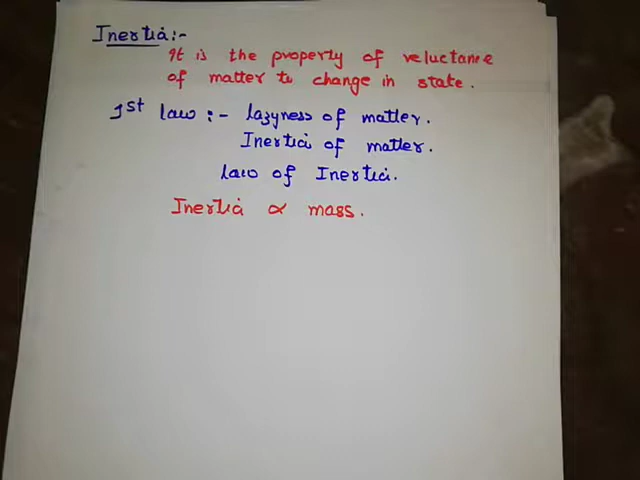 Inertia:-
It is the property of reluctance
of matter to change in state.
1st law :- lazyness of matter.
Inertia of matter.
law of Inertia.
Inertia ∝ mass.